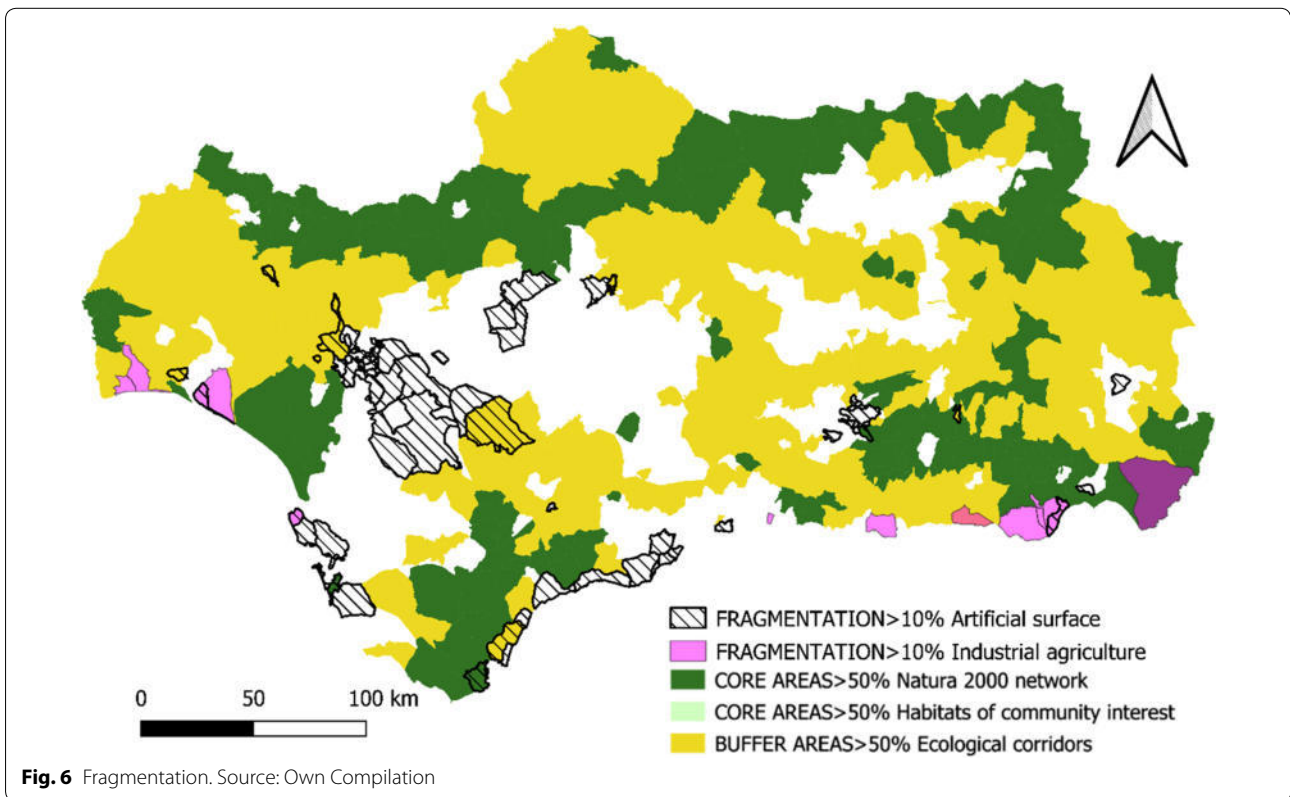 FRAGMENTATION>10% Artificial surface
FRAGMENTATION>10% Industrial agriculture
CORE AREAS>50% Natura 2000 network
CORE AREAS>50% Habitats of community interest
BUFFER AREAS>50% Ecological corridors
0 50 100 km
Fig. 6 Fragmentation. Source: Own Compilation